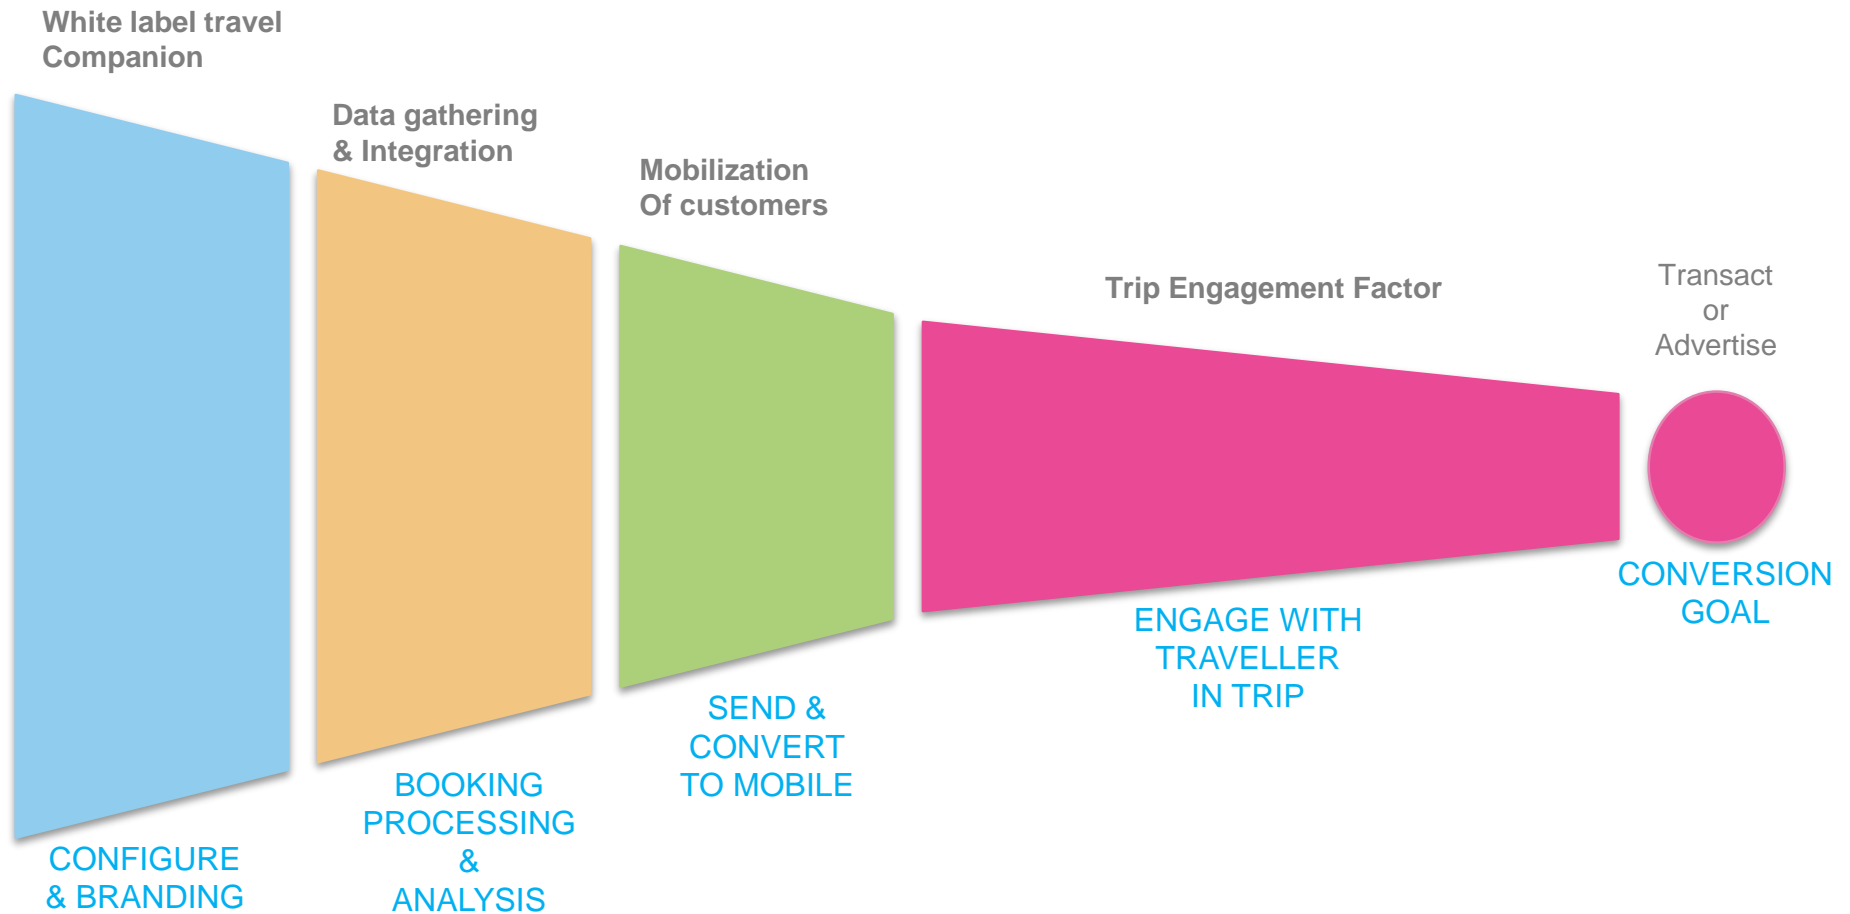 White label travel
Companion
Data gathering
& Integration
Mobilization
Of customers
Trip Engagement Factor
Transact
or
Advertise
CONFIGURE
& BRANDING
BOOKING
PROCESSING
&
ANALYSIS
SEND &
CONVERT
TO MOBILE
ENGAGE WITH
TRAVELLER
IN TRIP
CONVERSION
GOAL